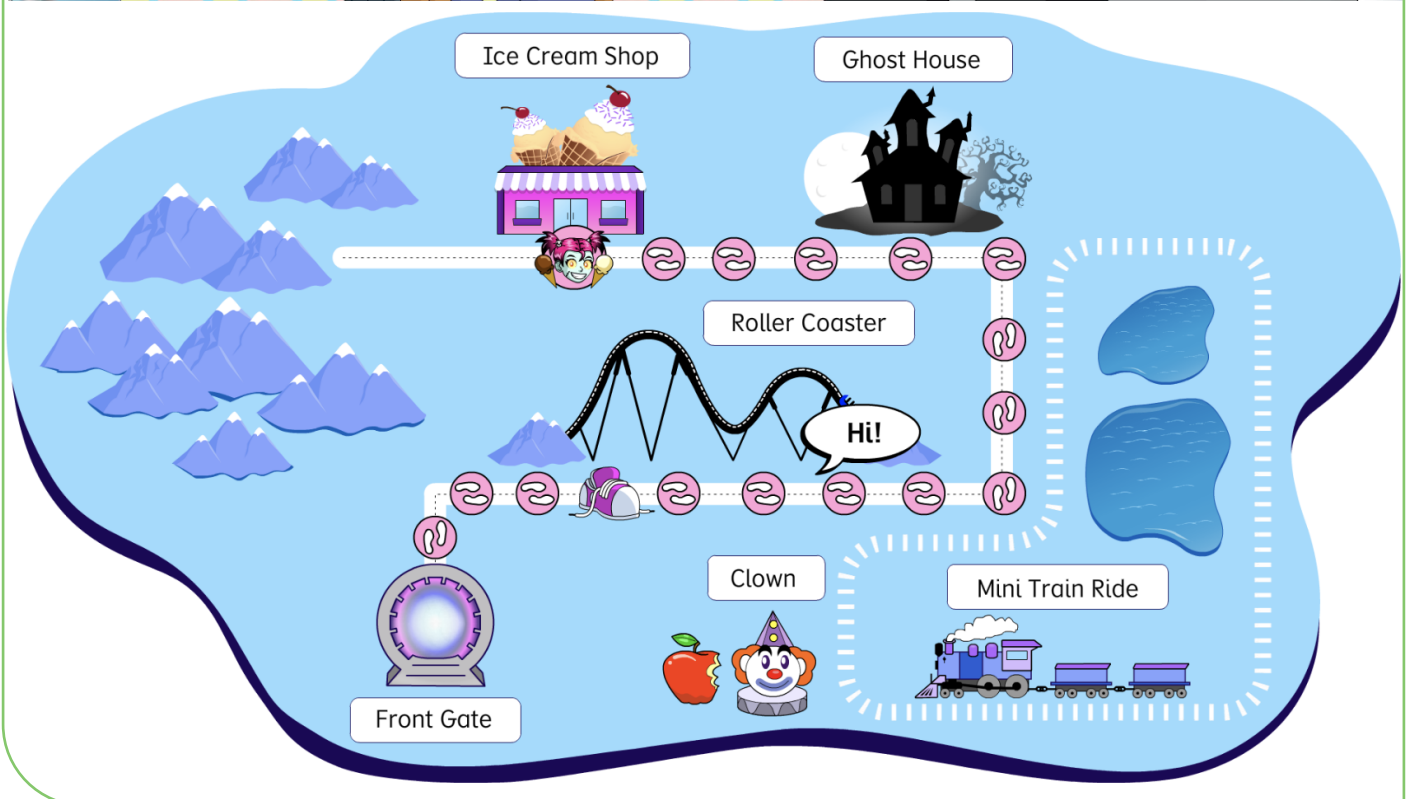 Ice Cream Shop
Ghost House
Roller Coaster
Hi!
Clown
Mini Train Ride
Front Gate